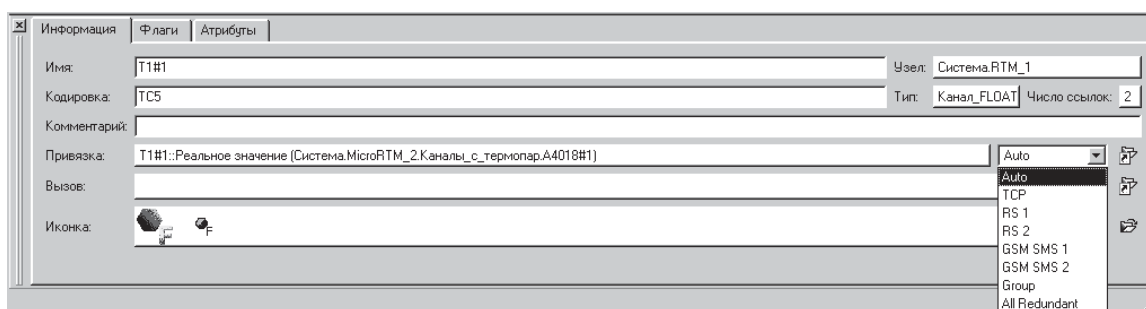 Информация Флаги Атрибуты
Имя: T1#1 Узел: Система.RTM_1
Кодировка: TC5 Тип: Канал_FLOAT Число ссылок: 2
Комментарий:
Привязка: T1#1::Реальное значение (Система.MicroRTM_2.Каналы_с_термопар.A4018#1) Auto
Вызов:
Иконка: F F
Auto
TCP
RS 1
RS 2
GSM SMS 1
GSM SMS 2
Group
All Redundant